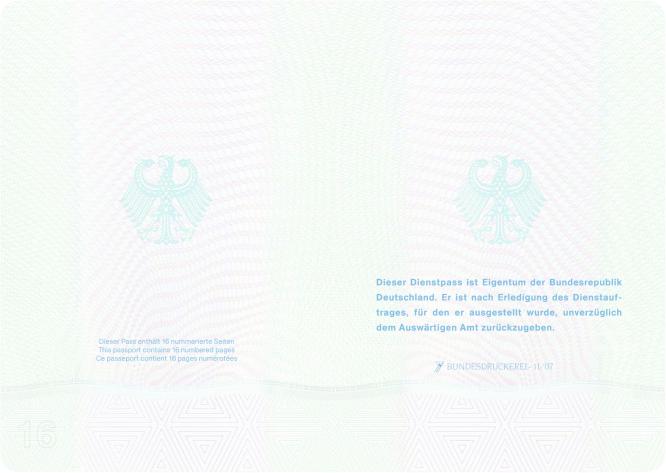 Dieser Pass enthält 16 nummerierte Seiten
This passport contains 16 numbered pages
Ce passeport contient 16 pages numérotées
16
Dieser Dienstpass ist Eigentum der Bundesrepublik
Deutschland. Er ist nach Erledigung des Dienstauf-
trages, für den er ausgestellt wurde, unverzüglich
dem Auswärtigen Amt zurückzugeben.
BUNDESDRUCKEREI- 11/07